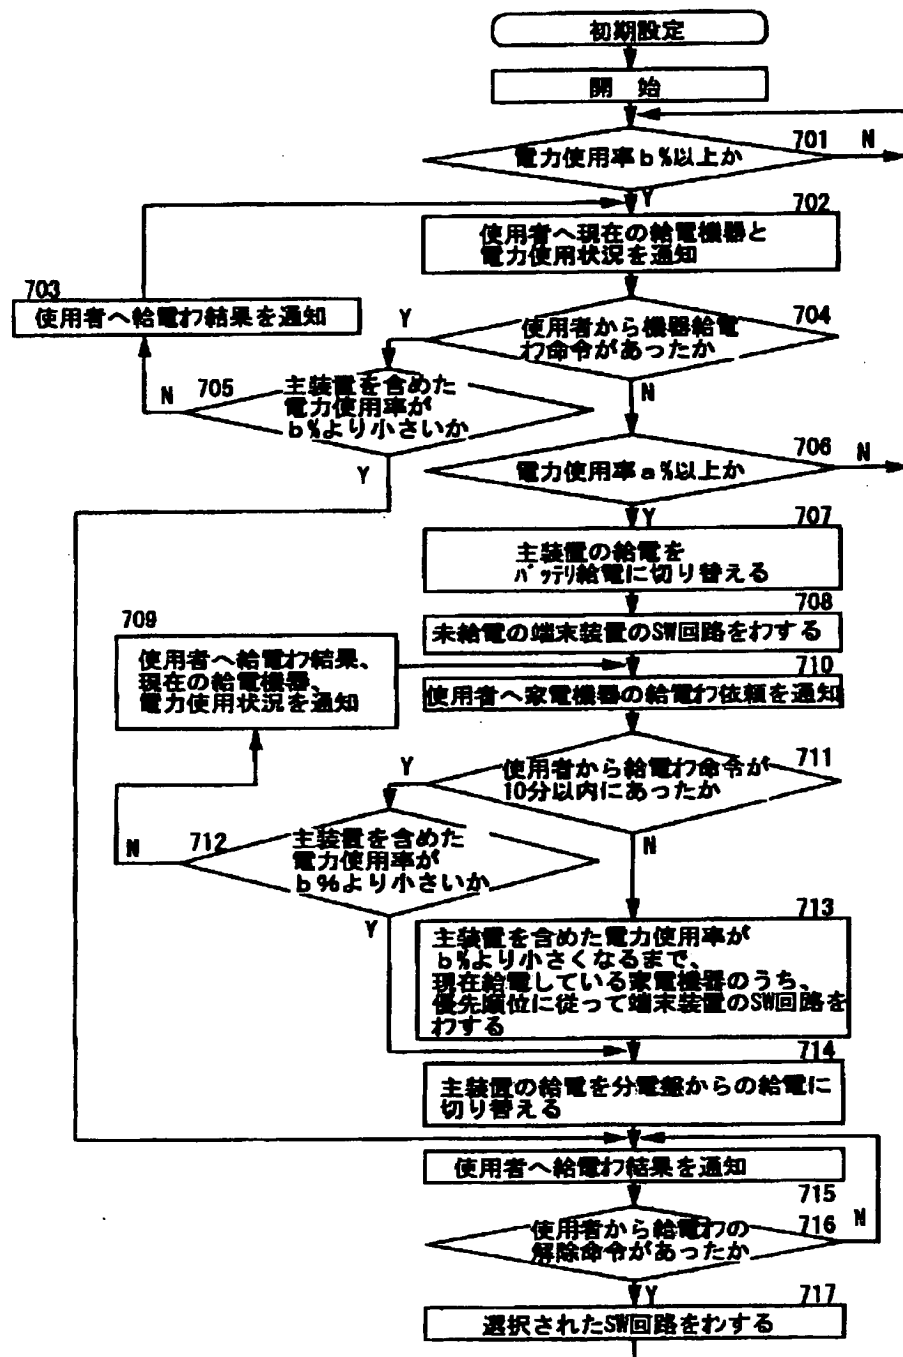 初期設定
開 始
701
N
電力使用率b%以上か
Y
702
使用者へ現在の給電機器と
電力使用状況を通知
703
使用者へ給電ｵﾌ結果を通知
704
Y
使用者から機器給電
ｵﾌ命令があったか
N
705
N
主装置を含めた
電力使用率が
b%より小さいか
Y
706
N
電力使用率a%以上か
Y
707
主装置の給電を
ﾊﾞｯﾃﾘ給電に切り替える
708
未給電の端末装置のSW回路をｵﾌする
709
使用者へ給電ｵﾌ結果、
現在の給電機器、
電力使用状況を通知
710
使用者へ家電機器の給電ｵﾌ依頼を通知
711
Y
使用者から給電ｵﾌ命令が
10分以内にあったか
N
712
N
主装置を含めた
電力使用率が
b%より小さいか
Y
713
主装置を含めた電力使用率が
b%より小さくなるまで、
現在給電している家電機器のうち、
優先順位に従って端末装置のSW回路を
ｵﾌする
714
主装置の給電を分電盤からの給電に
切り替える
使用者へ給電ｵﾌ結果を通知
715
716
N
使用者から給電ｵﾌの
解除命令があったか
Y
717
選択されたSW回路をｵﾝする